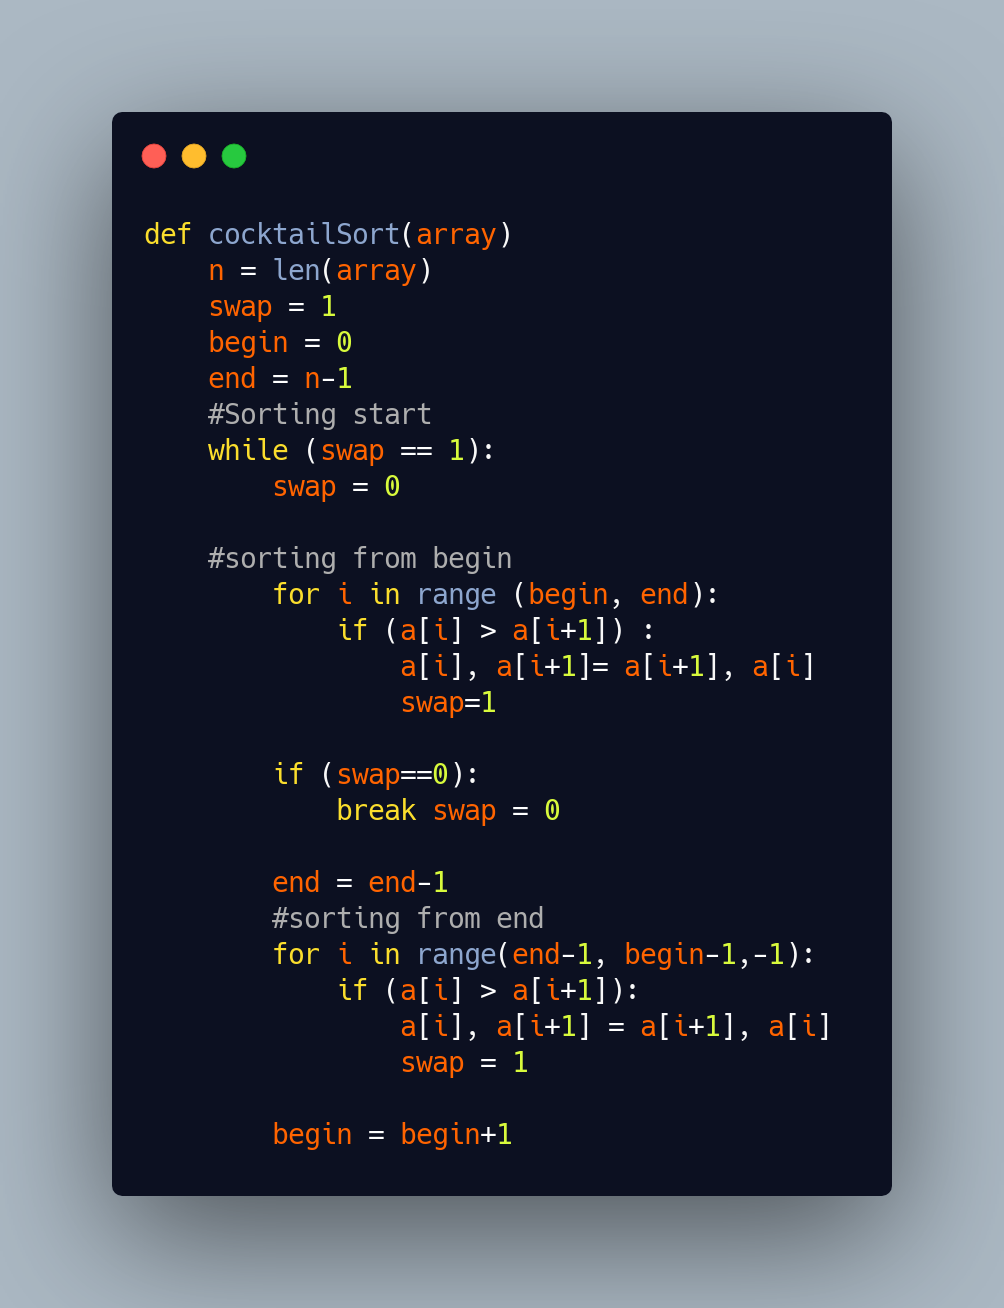 def cocktailSort(array)
    n = len(array)
    swap = 1
    begin = 0
    end = n-1
    #Sorting start
    while (swap == 1):
        swap = 0
    #sorting from begin
        for i in range (begin, end):
            if (a[i] > a[i+1]) :
                a[i], a[i+1]= a[i+1], a[i]
                swap=1
        if (swap==0):
            break swap = 0
        end = end-1
        #sorting from end
        for i in range(end-1, begin-1,-1):
            if (a[i] > a[i+1]):
                a[i], a[i+1] = a[i+1], a[i]
                swap = 1
        begin = begin+1